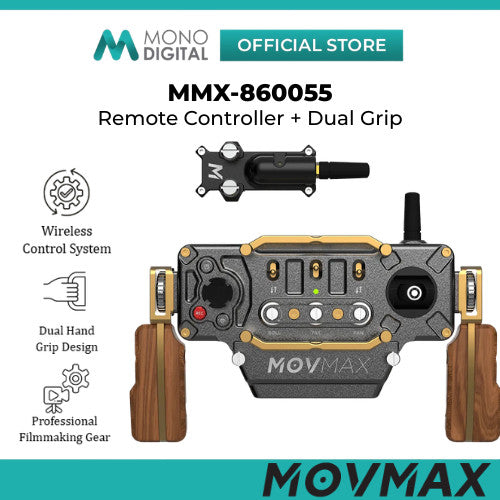 MONO
DIGITAL
OFFICIAL STORE
MMX-860055
Remote Controller + Dual Grip
M
Wireless
Control System
Dual Hand
Grip Design
Professional
Filmmaking Gear
REC
ROLL
PAN
MOVMAX
MOVMAX